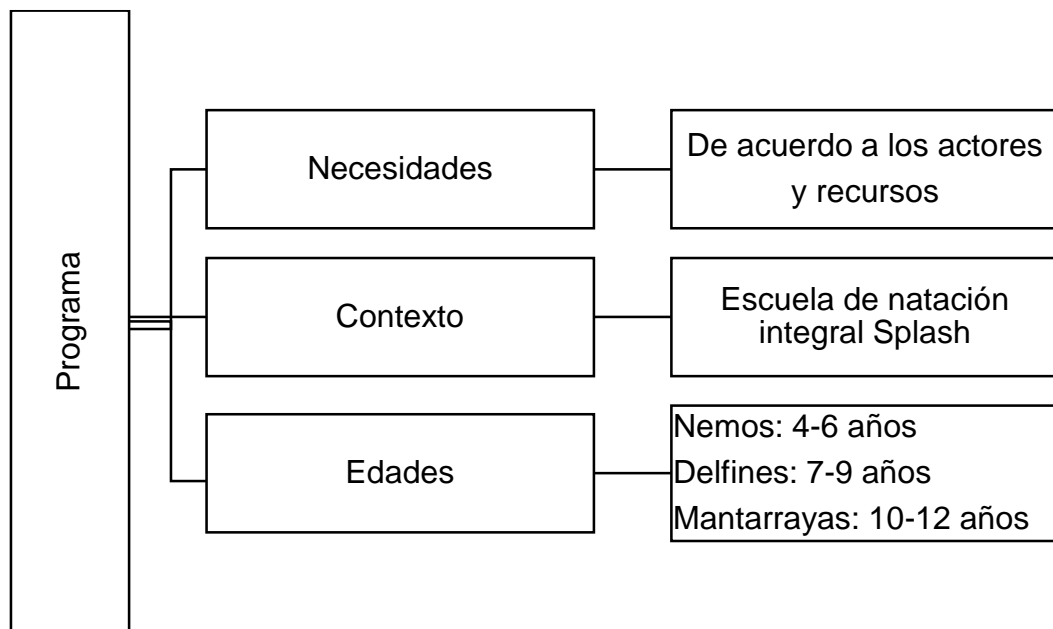 Programa
Necesidades
De acuerdo a los actores
y recursos
Contexto
Escuela de natación
integral Splash
Edades
Nemos: 4-6 años
Delfines: 7-9 años
Mantarrayas: 10-12 años